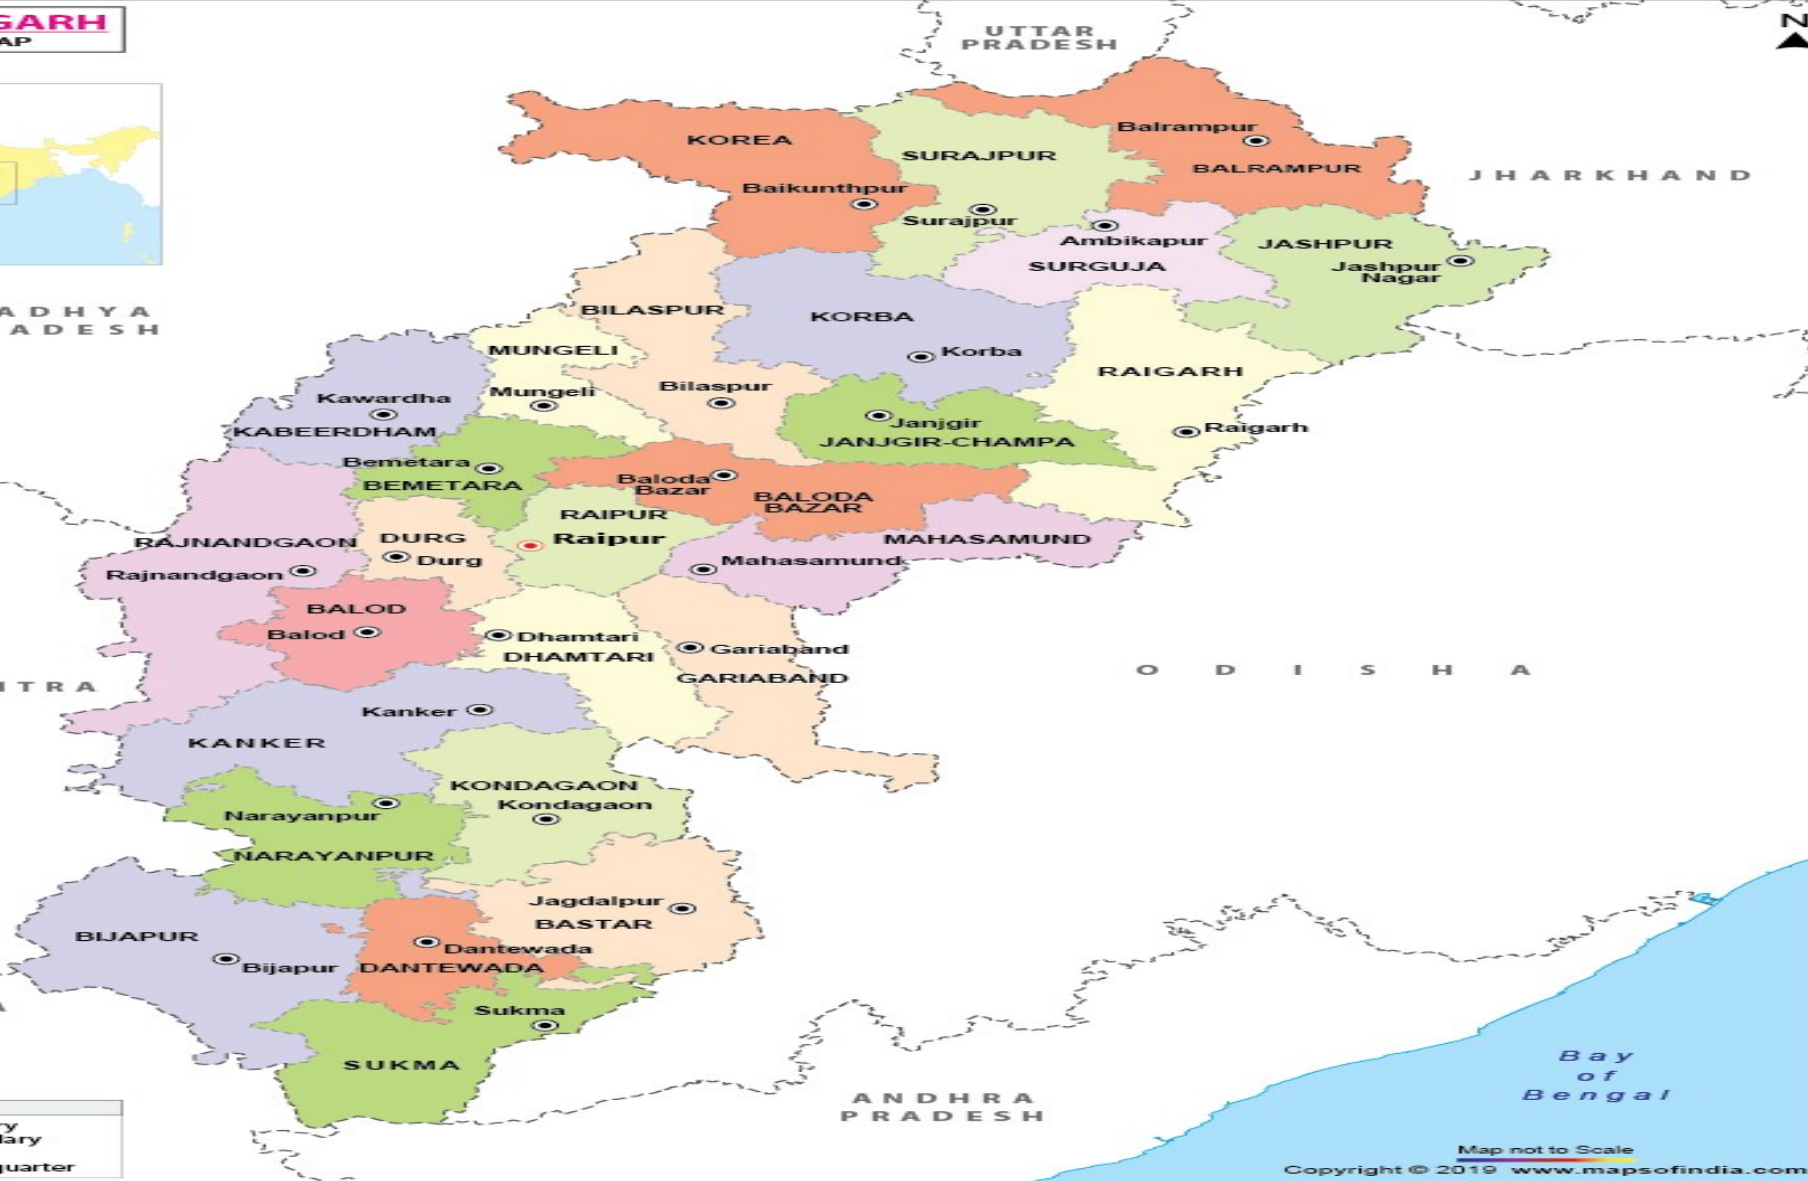 GARH
AP
N
UTTAR
PRADESH
KOREA
Baikunthpur
SURAJPUR
Surajpur
Balrampur
BALRAMPUR
JHARKHAND
Ambikapur
SURGUJA
JASHPUR
Jashpur
Nagar
ADHYA
ADESH
BILASPUR
Bilaspur
KORBA
Korba
MUNGELI
Mungeli
RAIGARH
Raigarh
Kawardha
KABEERDHAM
Janjgir
JANJGIR-CHAMPA
Bemetara
BEMETARA
Baloda
Bazar
BALODA
BAZAR
RAIPUR
Raipur
DURG
Durg
RAJNANDGAON
Rajnandgaon
MAHASAMUND
Mahasamund
BALOD
Balod
Dhamtari
DHAMTARI
Gariaband
GARIABAND
ODISHA
TRA
Kanker
KANKER
KONDAGAON
Kondagaon
Narayanpur
NARAYANPUR
Jagdalpur
BASTAR
BIJAPUR
Bijapur
Dantewada
DANTEWADA
Sukma
SUKMA
ANDHRA
PRADESH
Bay
of
Bengal
ry
dary
quarter
Map not to Scale
Copyright © 2019 www.mapsofindia.com